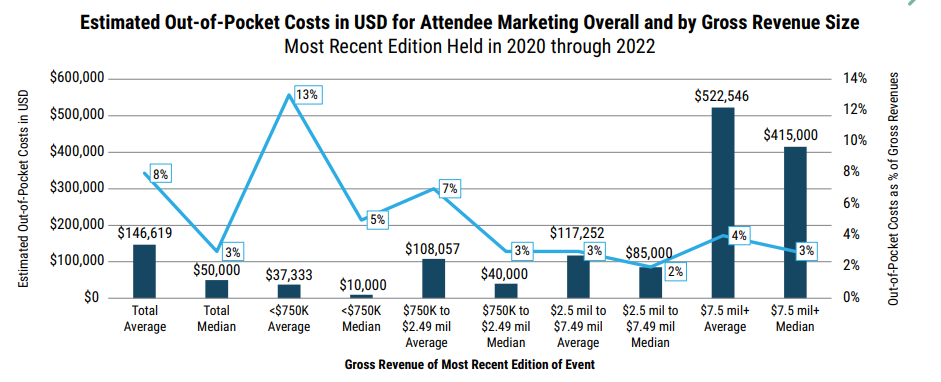 Estimated Out-of-Pocket Costs in USD for Attendee Marketing Overall and by Gross Revenue Size
Most Recent Edition Held in 2020 through 2022
Estimated Out-of-Pocket Costs in USD
$600,000
$500,000
$400,000
$300,000
$200,000
$100,000
$0
14%
12%
10%
8%
6%
4%
2%
0%
Out-of-Pocket Costs as % of Gross Revenues
$146,619
$50,000
$37,333
$10,000
$108,057
$40,000
$117,252
$85,000
$522,546
$415,000
8%
3%
13%
5%
7%
3%
3%
2%
4%
3%
Total
Average
Total
Median
<$750K
Average
<$750K
Median
$750K to
$2.49 mil
Average
$750K to
$2.49 mil
Median
$2.5 mil to
$7.49 mil
Average
$2.5 mil to
$7.49 mil
Median
$7.5 mil+
Average
$7.5 mil+
Median
Gross Revenue of Most Recent Edition of Event